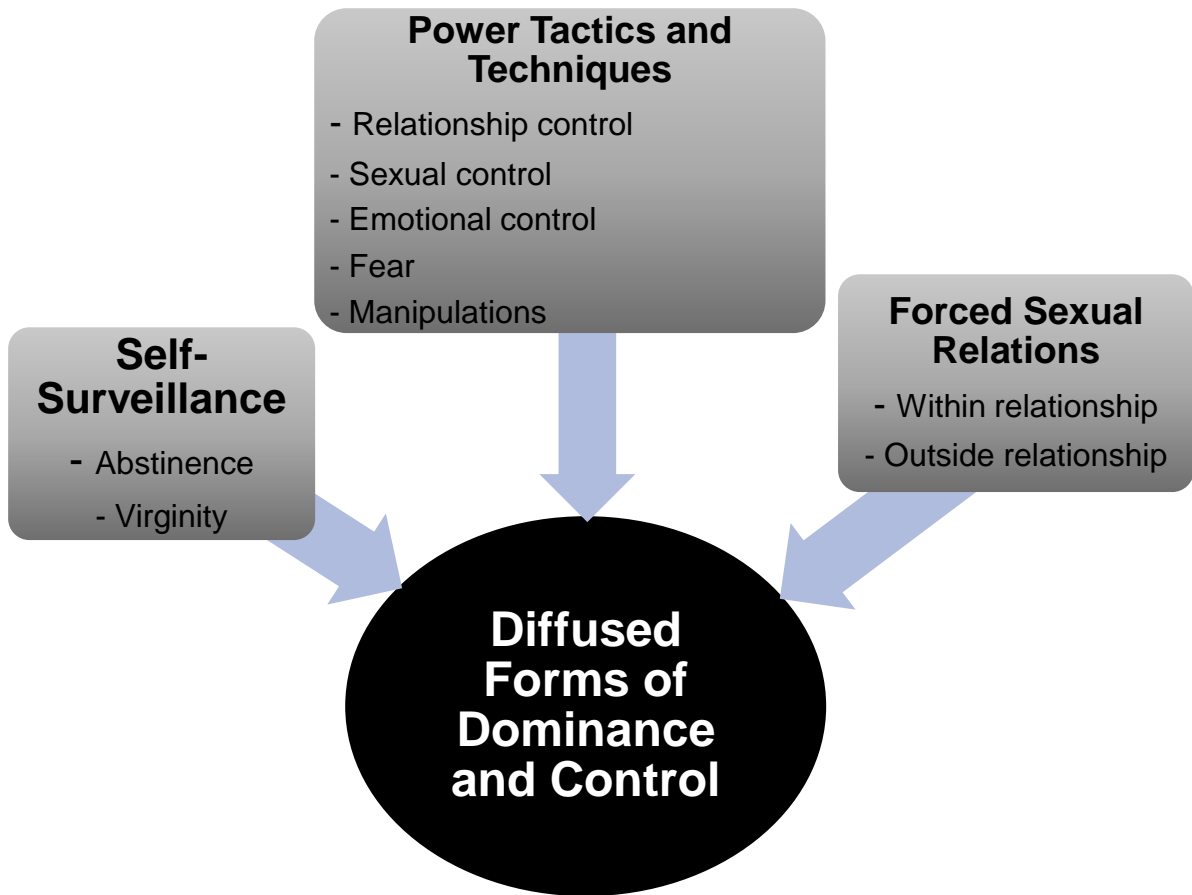 Power Tactics and
Techniques
- Relationship control
- Sexual control
- Emotional control
- Fear
- Manipulations
Self-
Surveillance
- Abstinence
- Virginity
Forced Sexual
Relations
- Within relationship
- Outside relationship
Diffused
Forms of
Dominance
and Control